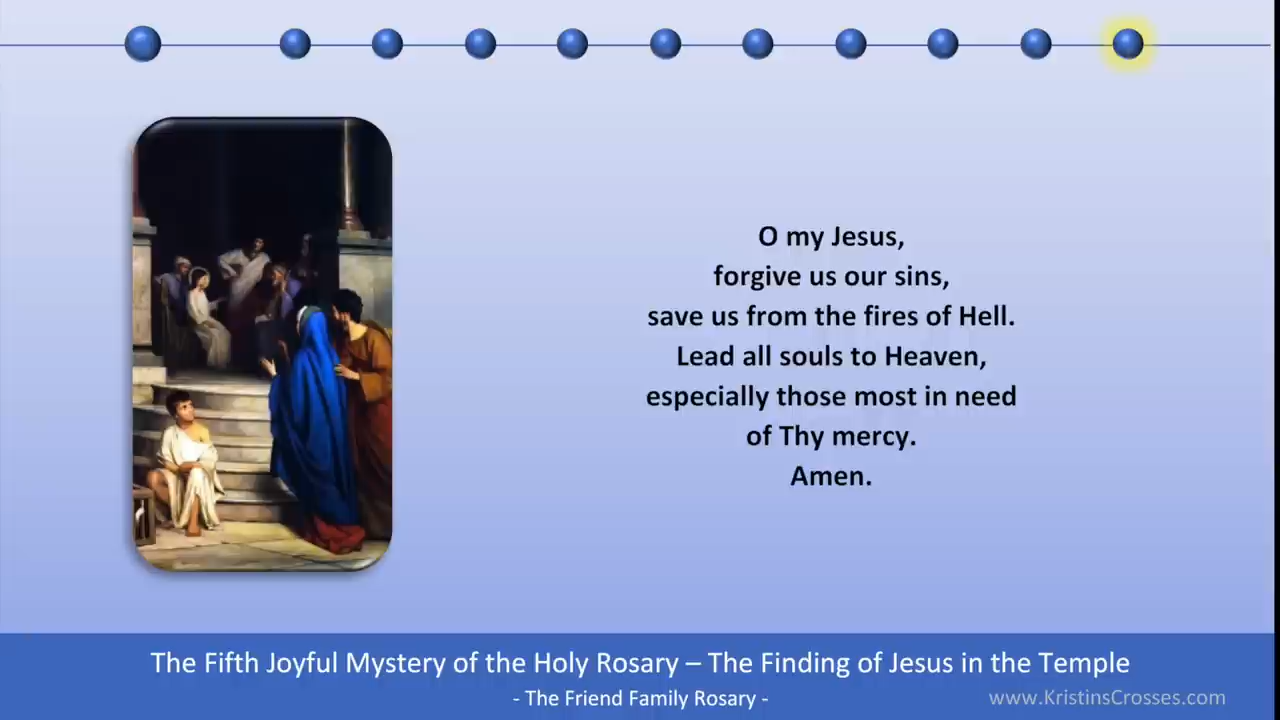 O my Jesus,
forgive us our sins,
save us from the fires of Hell.
Lead all souls to Heaven,
especially those most in need
of Thy mercy.
Amen.
The Fifth Joyful Mystery of the Holy Rosary – The Finding of Jesus in the Temple
- The Friend Family Rosary -
www.KristinsCrosses.com